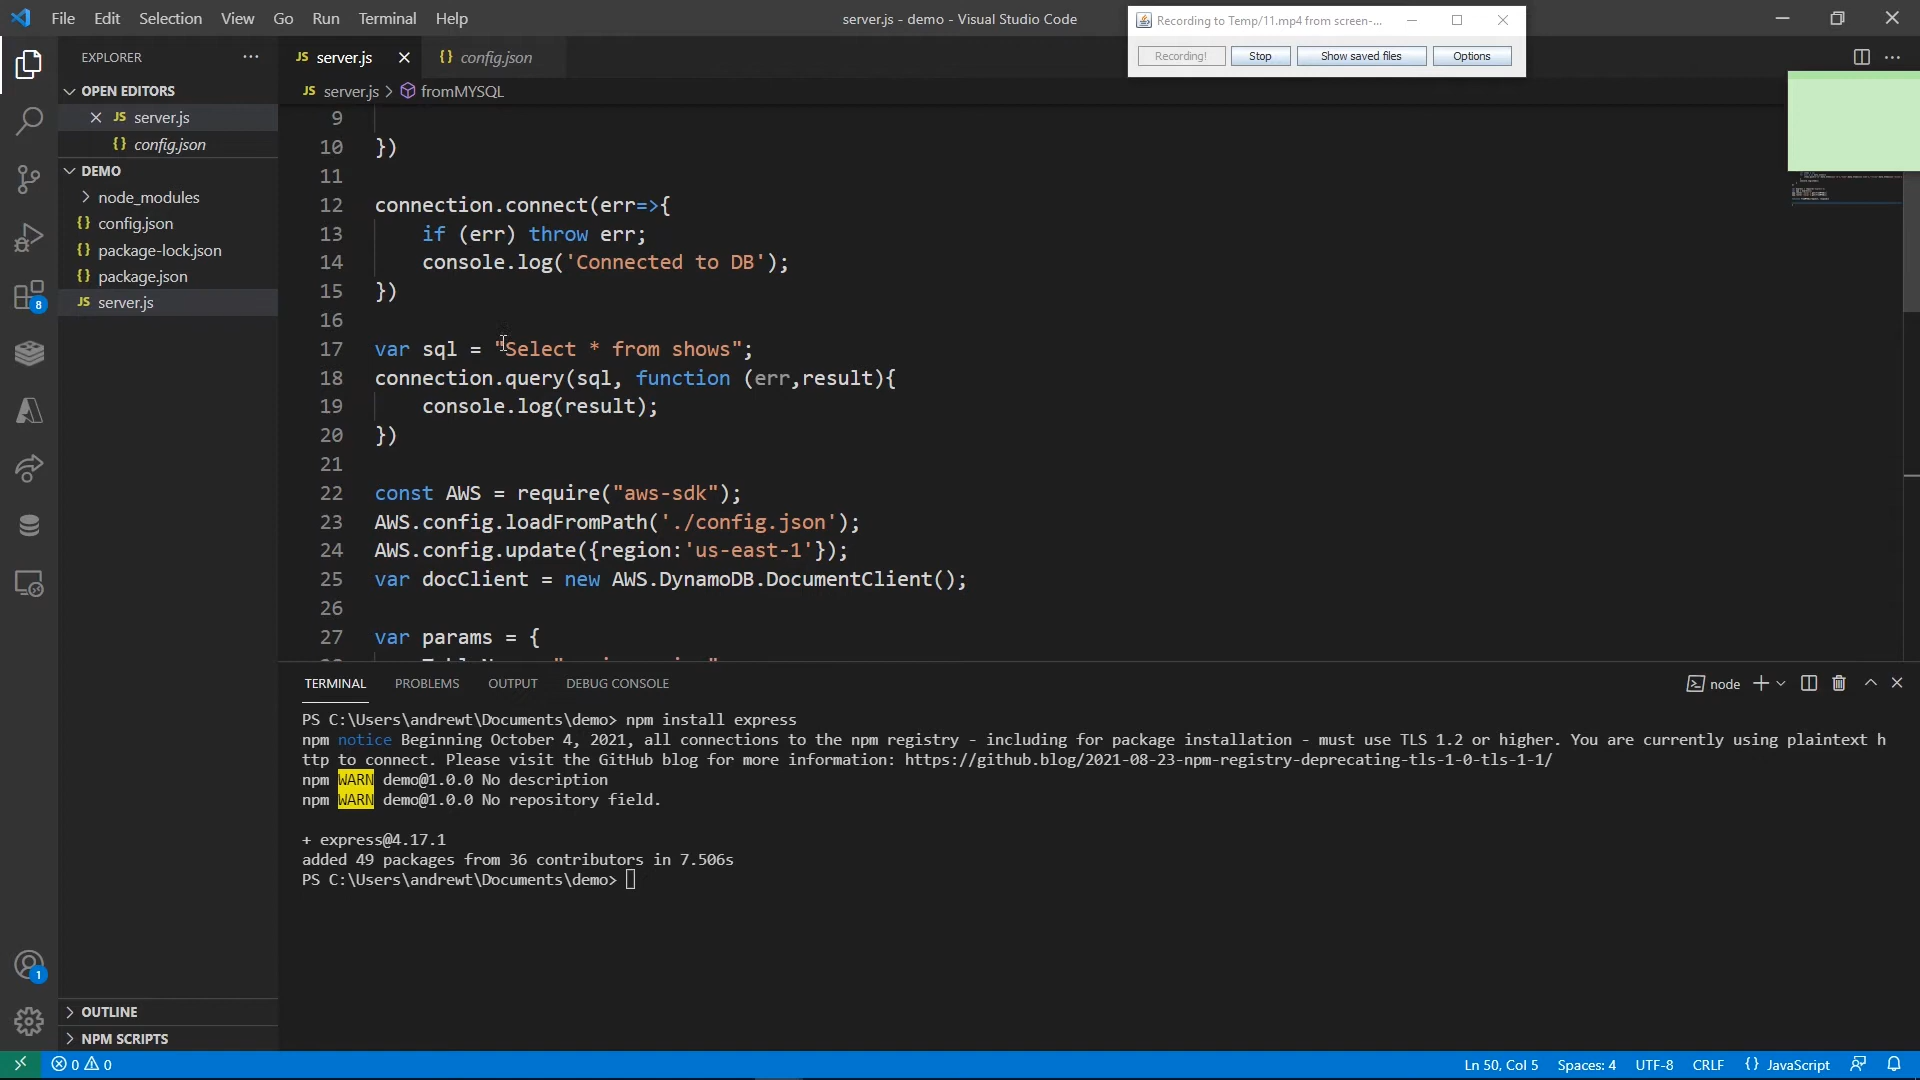 File Edit Selection View Go Run Terminal Help
server.js - demo - Visual Studio Code
Recording to Temp/11.mp4 from screen-...
Recording! Stop Show saved files Options
EXPLORER
OPEN EDITORS
JS server.js
{} config.json
DEMO
node_modules
{} config.json
{} package-lock.json
{} package.json
JS server.js
OUTLINE
NPM SCRIPTS
8
1
JS server.js
{} config.json
JS server.js > fromMYSQL
9
10 })
11
12 connection.connect(err=>{
13 if (err) throw err;
14 console.log('Connected to DB');
15 })
16
17 var sql = "Select * from shows";
18 connection.query(sql, function (err,result){
19 console.log(result);
20 })
21
22 const AWS = require("aws-sdk");
23 AWS.config.loadFromPath('./config.json');
24 AWS.config.update({region:'us-east-1'});
25 var docClient = new AWS.DynamoDB.DocumentClient();
26
27 var params = {
TERMINAL PROBLEMS OUTPUT DEBUG CONSOLE
node
PS C:\Users\andrewt\Documents\demo> npm install express
npm notice Beginning October 4, 2021, all connections to the npm registry - including for package installation - must use TLS 1.2 or higher. You are currently using plaintext h
ttp to connect. Please visit the GitHub blog for more information: https://github.blog/2021-08-23-npm-registry-deprecating-tls-1-0-tls-1-1/
npm WARN demo@1.0.0 No description
npm WARN demo@1.0.0 No repository field.
+ express@4.17.1
added 49 packages from 36 contributors in 7.506s
PS C:\Users\andrewt\Documents\demo>
0 0
Ln 50, Col 5 Spaces: 4 UTF-8 CRLF {} JavaScript